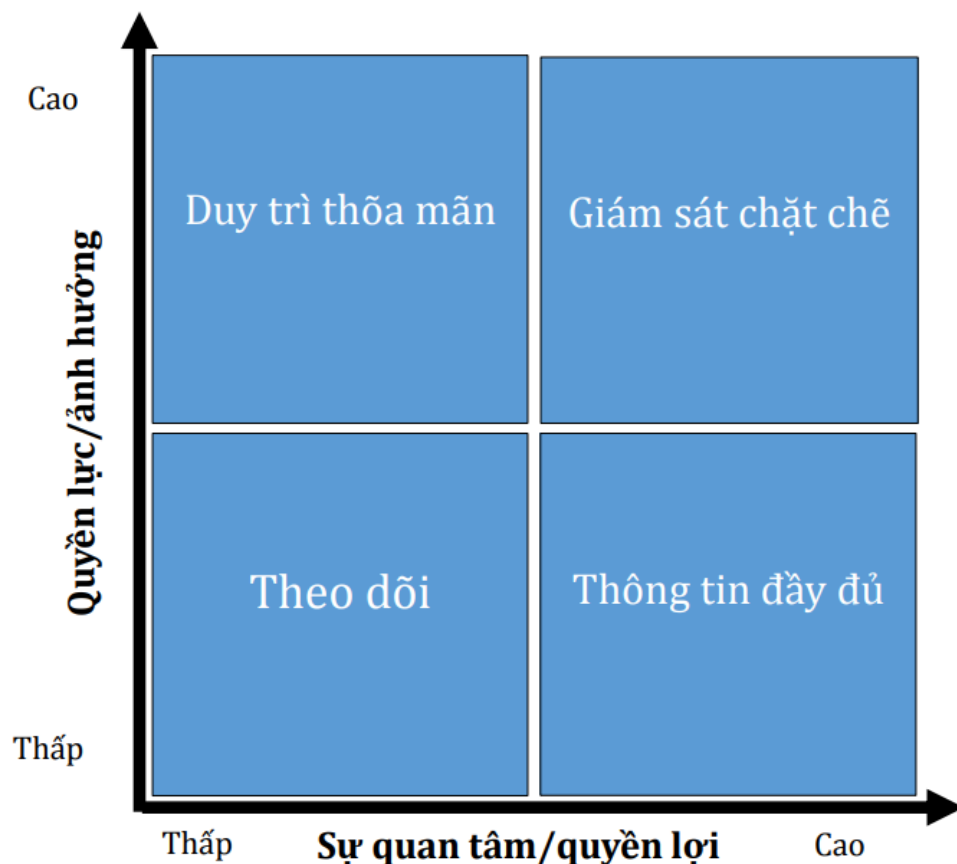 Cao
Duy trì thõa mãn
Giám sát chặt chẽ
Quyền lực/ảnh hưởng
Theo dõi
Thông tin đầy đủ
Thấp
Thấp
Sự quan tâm/quyền lợi
Cao